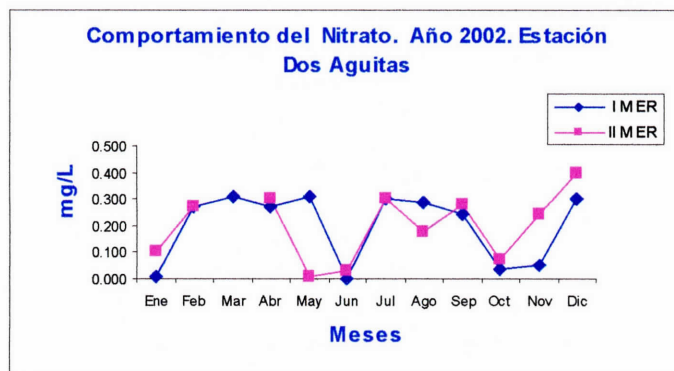 Comportamiento del Nitrato. Año 2002. Estación
Dos Aguitas
I MER
II MER
mg/L
0.500
0.400
0.300
0.200
0.100
0.000
Ene Feb Mar Abr May Jun Jul Ago Sep Oct Nov Dic
Meses